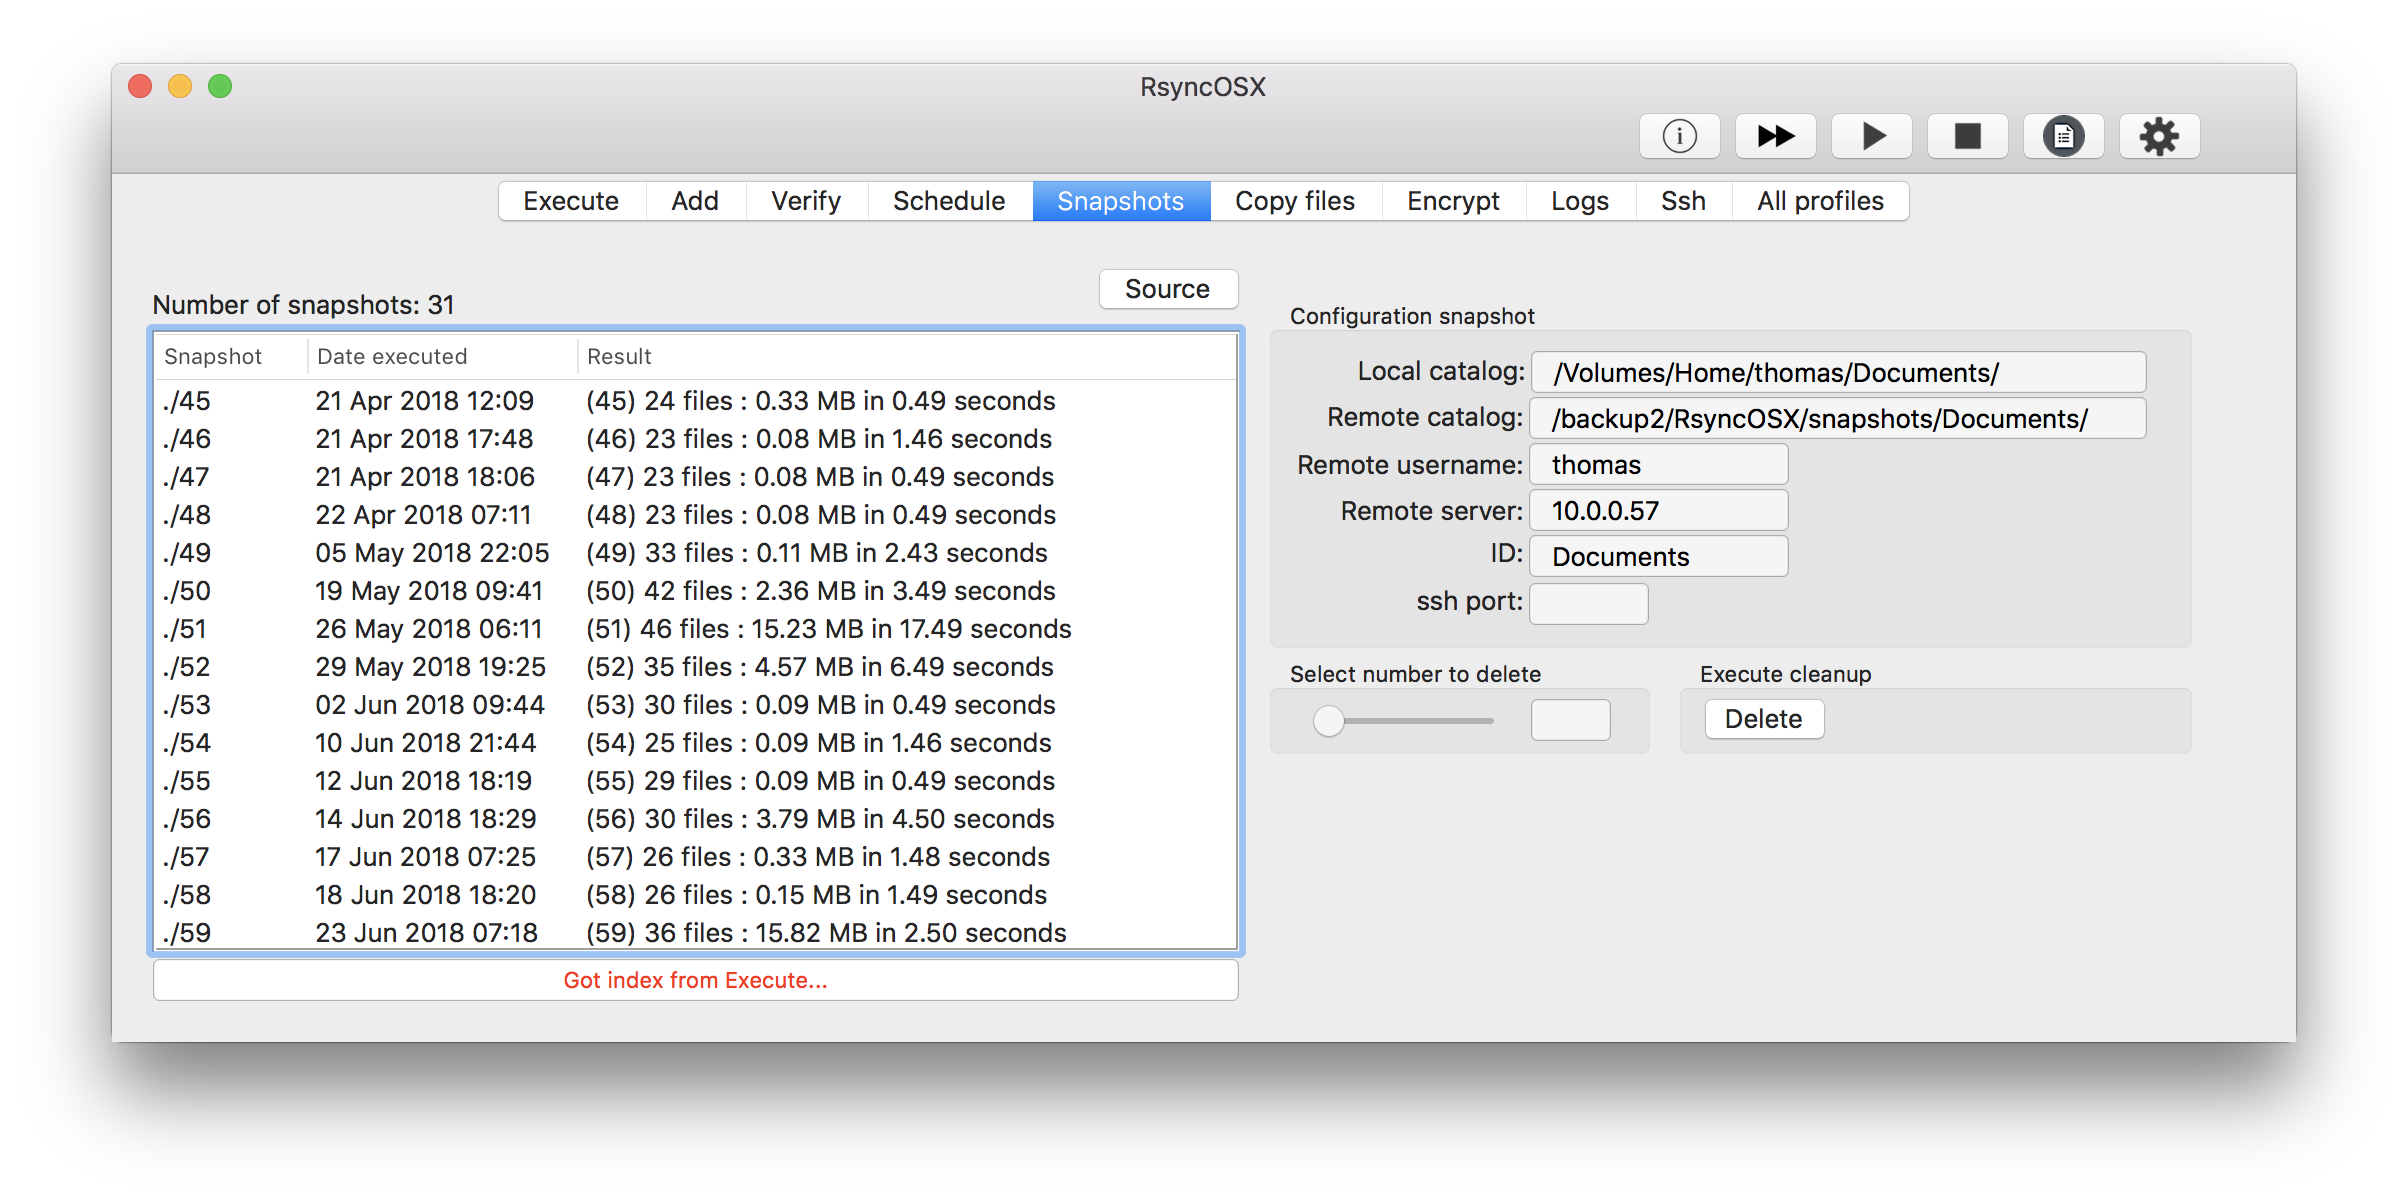 RsyncOSX
Execute Add Verify Schedule Snapshots Copy files Encrypt Logs Ssh All profiles
Source
Number of snapshots: 31
Snapshot Date executed Result
./45 21 Apr 2018 12:09 (45) 24 files : 0.33 MB in 0.49 seconds
./46 21 Apr 2018 17:48 (46) 23 files : 0.08 MB in 1.46 seconds
./47 21 Apr 2018 18:06 (47) 23 files : 0.08 MB in 0.49 seconds
./48 22 Apr 2018 07:11 (48) 23 files : 0.08 MB in 0.49 seconds
./49 05 May 2018 22:05 (49) 33 files : 0.11 MB in 2.43 seconds
./50 19 May 2018 09:41 (50) 42 files : 2.36 MB in 3.49 seconds
./51 26 May 2018 06:11 (51) 46 files : 15.23 MB in 17.49 seconds
./52 29 May 2018 19:25 (52) 35 files : 4.57 MB in 6.49 seconds
./53 02 Jun 2018 09:44 (53) 30 files : 0.09 MB in 0.49 seconds
./54 10 Jun 2018 21:44 (54) 25 files : 0.09 MB in 1.46 seconds
./55 12 Jun 2018 18:19 (55) 29 files : 0.09 MB in 0.49 seconds
./56 14 Jun 2018 18:29 (56) 30 files : 3.79 MB in 4.50 seconds
./57 17 Jun 2018 07:25 (57) 26 files : 0.33 MB in 1.48 seconds
./58 18 Jun 2018 18:20 (58) 26 files : 0.15 MB in 1.49 seconds
./59 23 Jun 2018 07:18 (59) 36 files : 15.82 MB in 2.50 seconds
Got index from Execute...
Configuration snapshot
Local catalog: /Volumes/Home/thomas/Documents/
Remote catalog: /backup2/RsyncOSX/snapshots/Documents/
Remote username: thomas
Remote server: 10.0.0.57
ID: Documents
ssh port:
Select number to delete
Execute cleanup
Delete